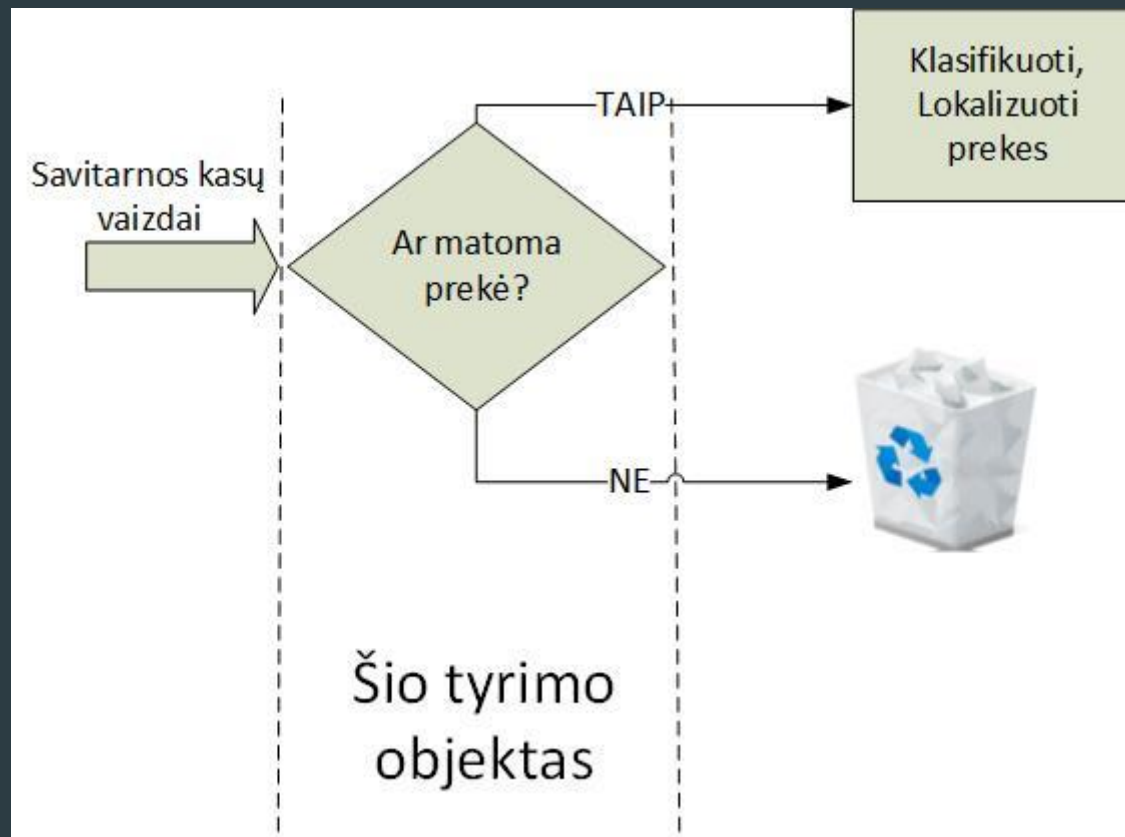 Savitarnos kasų
vaizdai
Ar matoma
prekė?
TAIP
Klasifikuoti,
Lokalizuoti
prekes
NE
Šio tyrimo
objektas